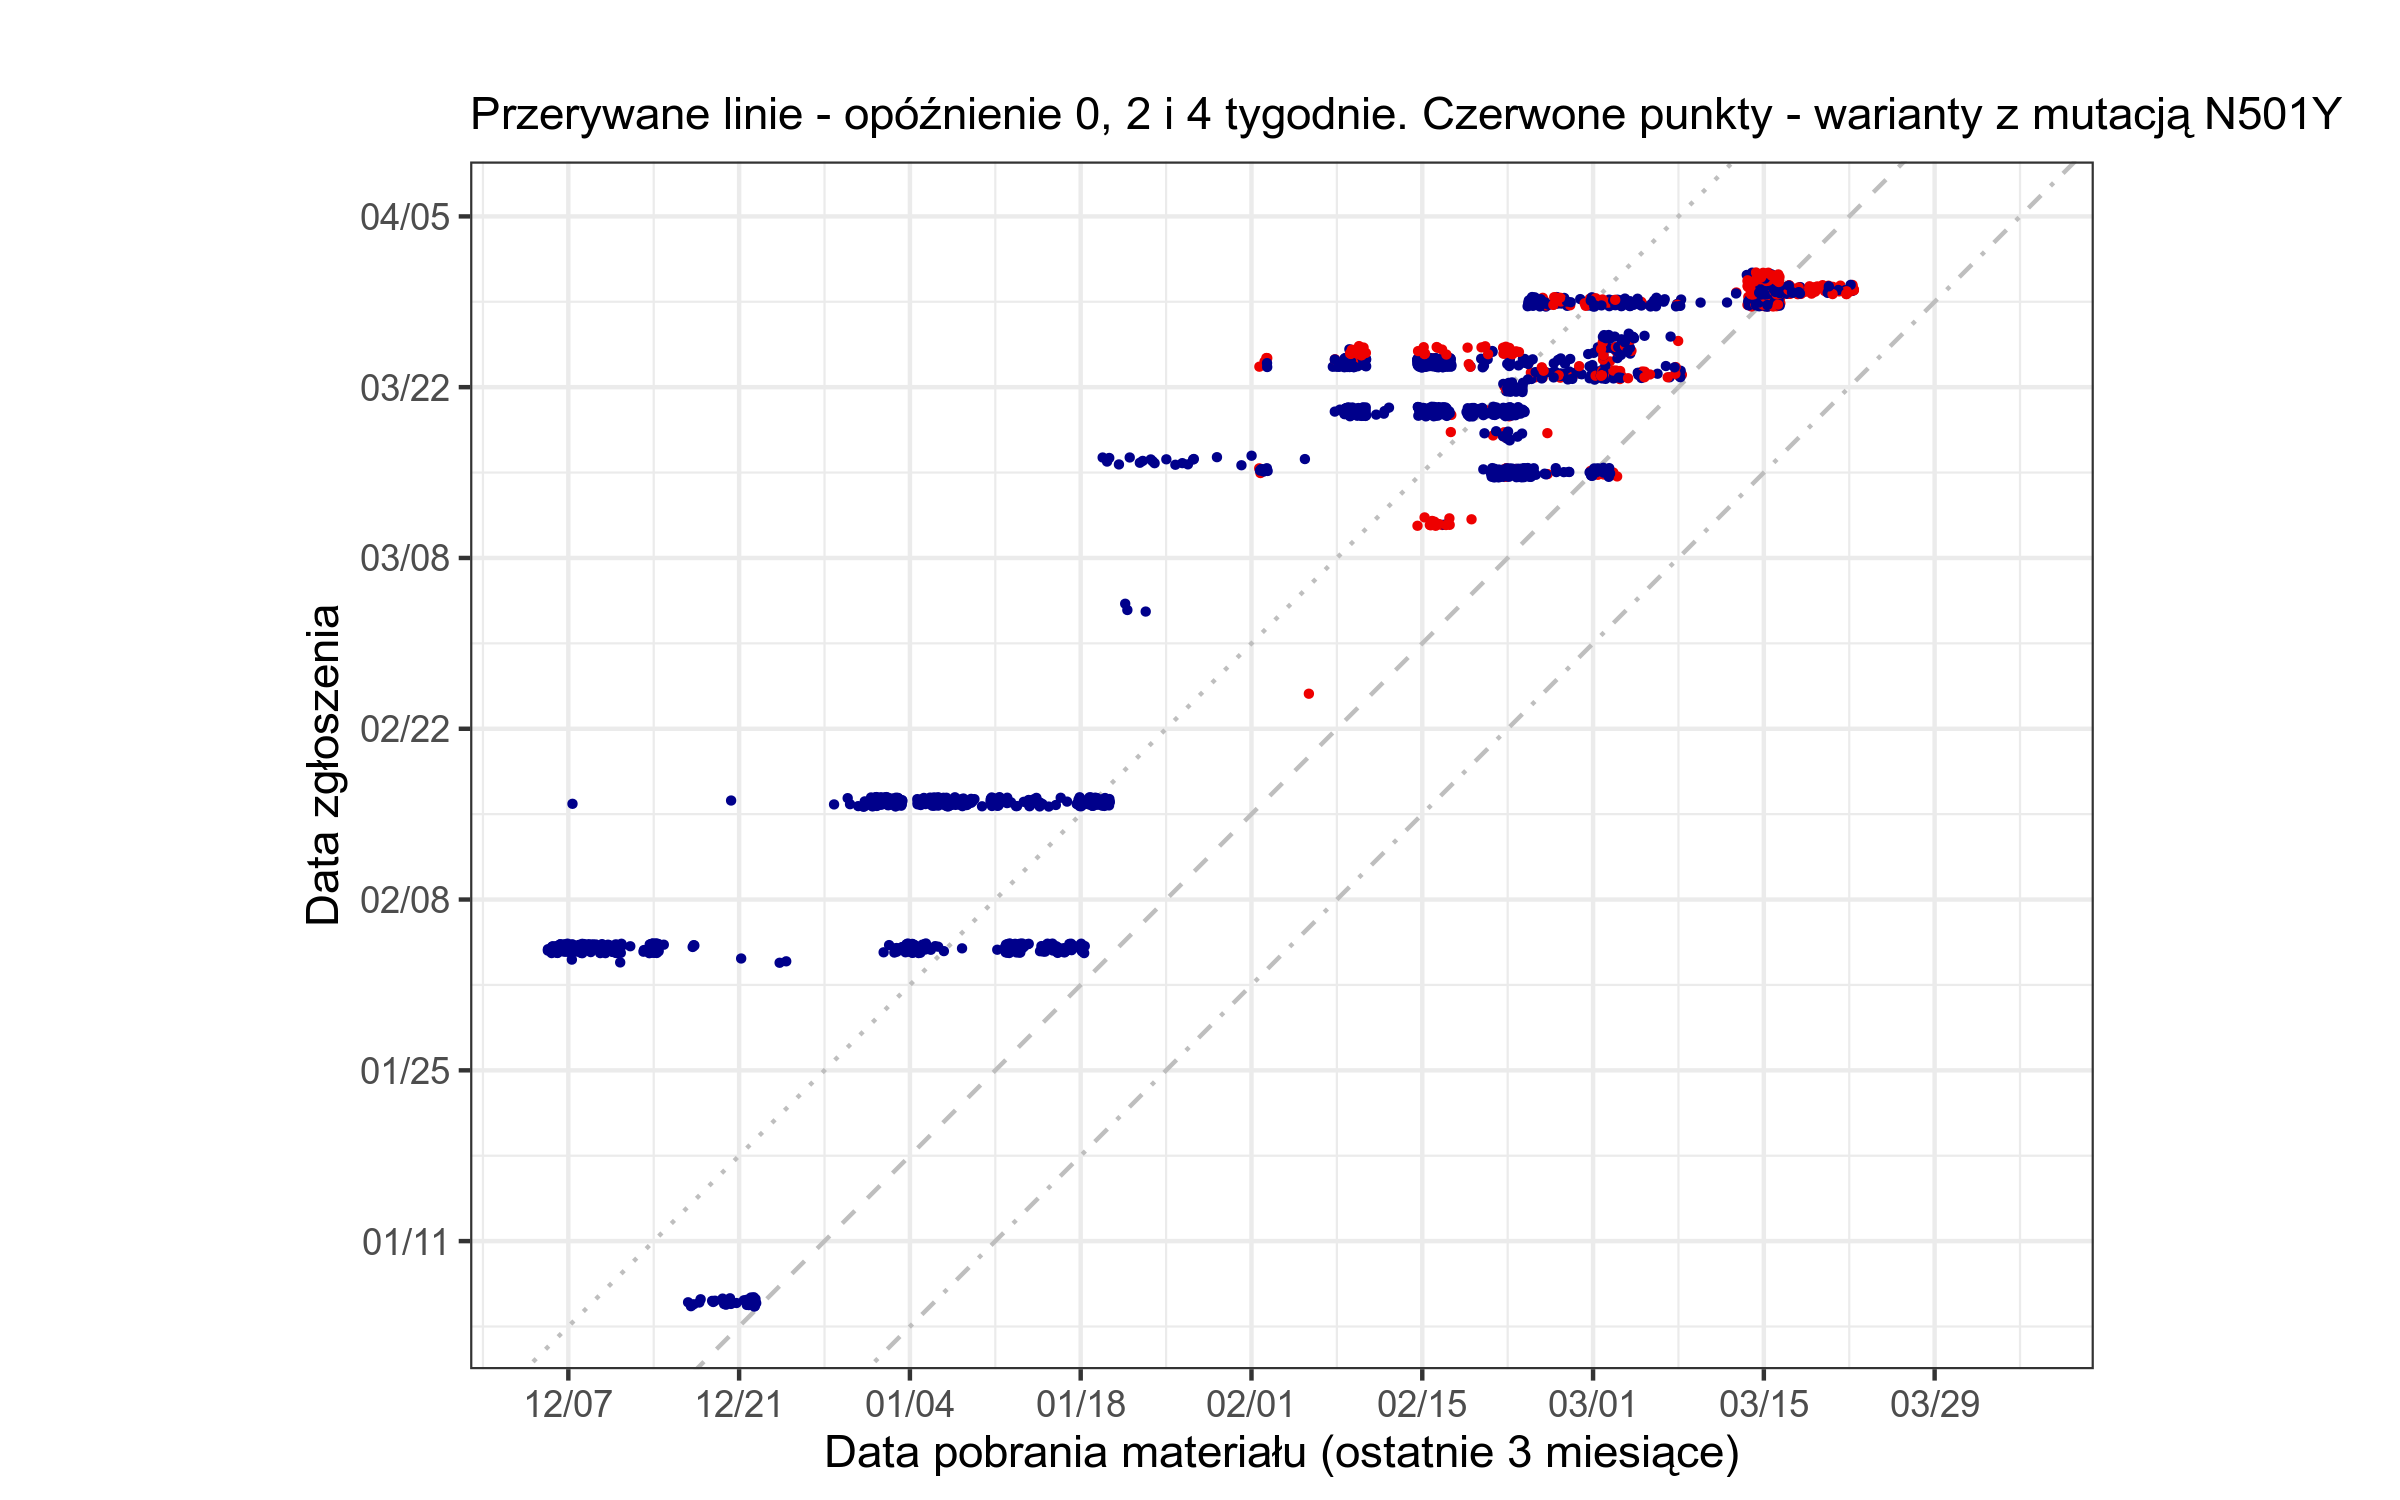 Przerywane linie - opóźnienie 0, 2 i 4 tygodnie. Czerwone punkty - warianty z mutacją N501Y
04/05
03/22
03/08
02/22
02/08
01/25
01/11
Data zgłoszenia
12/07 12/21 01/04 01/18 02/01 02/15 03/01 03/15 03/29
Data pobrania materiału (ostatnie 3 miesiące)